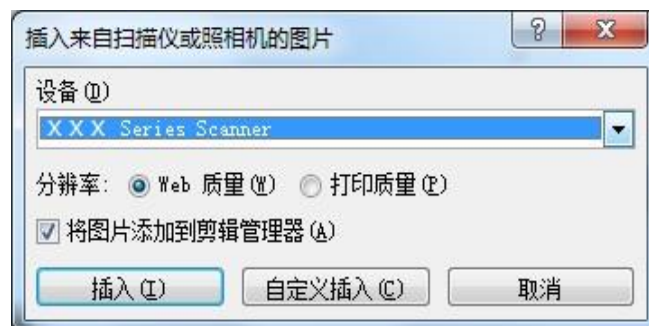 插入来自扫描仪或照相机的图片
设备(D)
XXX Series Scanner
分辨率: Web 质量(W) 打印质量(P)
将图片添加到剪辑管理器(A)
插入(I) 自定义插入(C) 取消